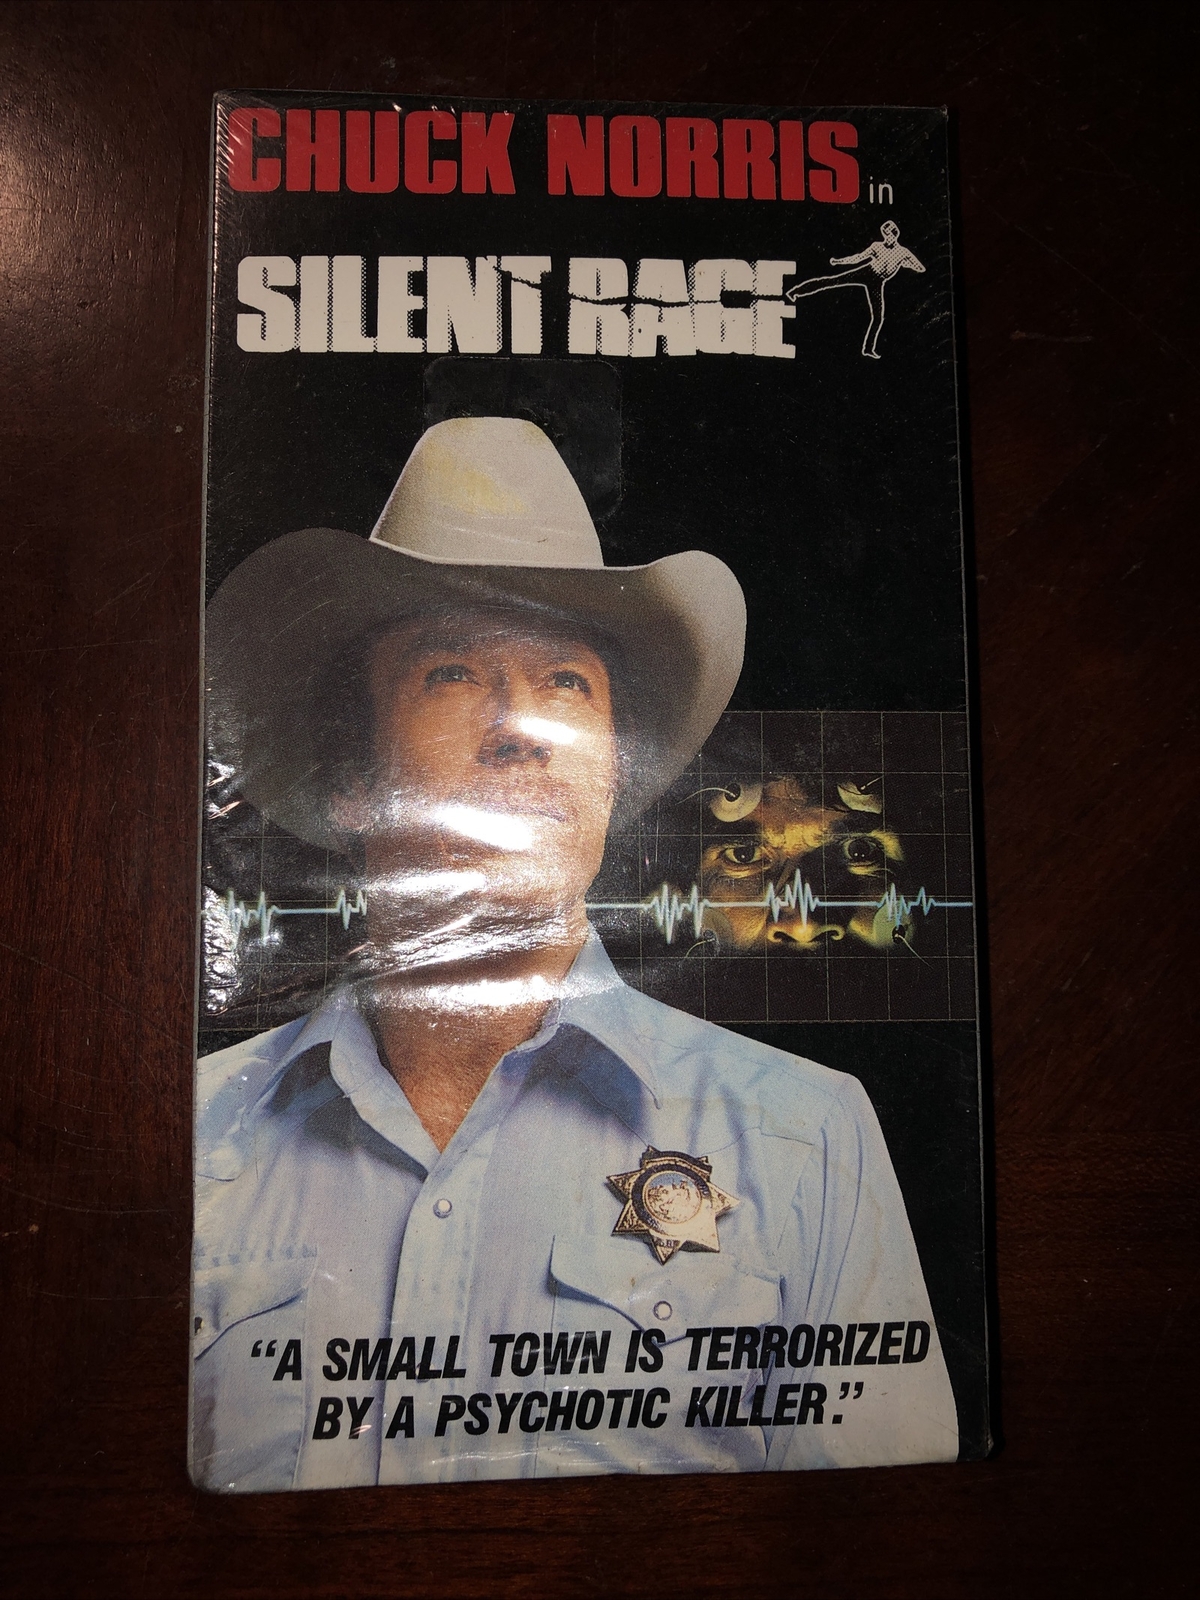 CHUCK NORRIS in
SILENT RAGE
“A SMALL TOWN IS TERRORIZED
BY A PSYCHOTIC KILLER.”